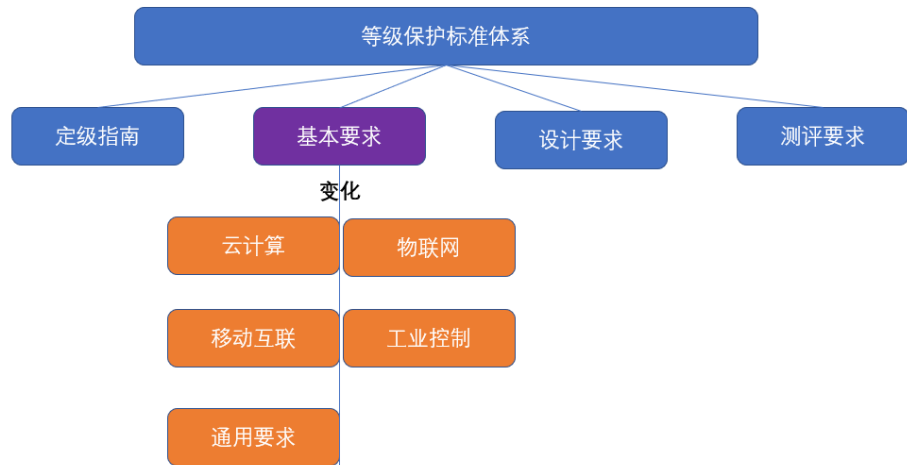 等级保护标准体系
定级指南
基本要求
设计要求
测评要求
变化
云计算
物联网
移动互联
工业控制
通用要求